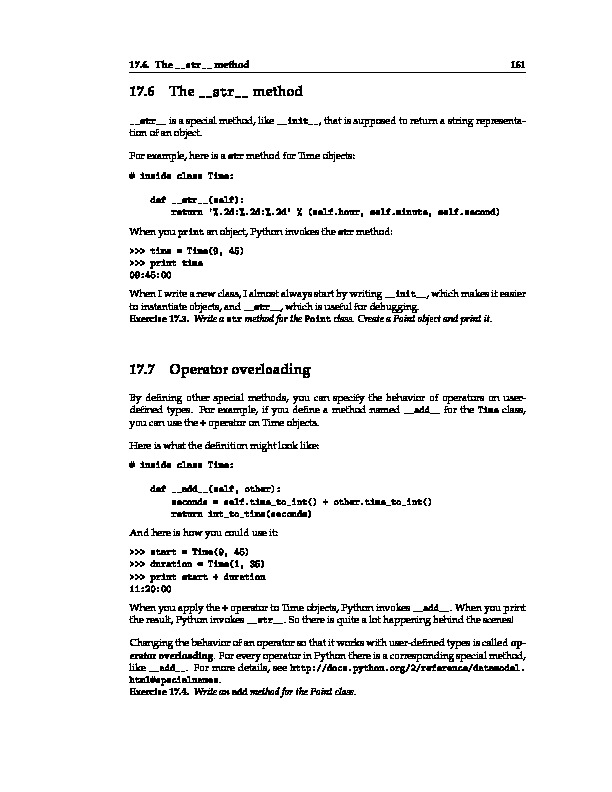 17.6. The __str__ method 161
17.6 The __str__ method
__str__ is a special method, like __init__, that is supposed to return a string representa-
tion of an object.
For example, here is a str method for Time objects:
# inside class Time:
def __str__(self):
return '%.2d:%.2d:%.2d' % (self.hour, self.minute, self.second)
When you print an object, Python invokes the str method:
>>> time = Time(9, 45)
>>> print time
09:45:00
When I write a new class, I almost always start by writing __init__, which makes it easier
to instantiate objects, and __str__, which is useful for debugging.
Exercise 17.3. Write a str method for the Point class. Create a Point object and print it.
17.7 Operator overloading
By defining other special methods, you can specify the behavior of operators on user-
defined types. For example, if you define a method named __add__ for the Time class,
you can use the + operator on Time objects.
Here is what the definition might look like:
# inside class Time:
def __add__(self, other):
seconds = self.time_to_int() + other.time_to_int()
return int_to_time(seconds)
And here is how you could use it:
>>> start = Time(9, 45)
>>> duration = Time(1, 35)
>>> print start + duration
11:20:00
When you apply the + operator to Time objects, Python invokes __add__. When you print
the result, Python invokes __str__. So there is quite a lot happening behind the scenes!
Changing the behavior of an operator so that it works with user-defined types is called op-
erator overloading. For every operator in Python there is a corresponding special method,
like __add__. For more details, see http://docs.python.org/2/reference/datamodel.
html#specialnames.
Exercise 17.4. Write an add method for the Point class.